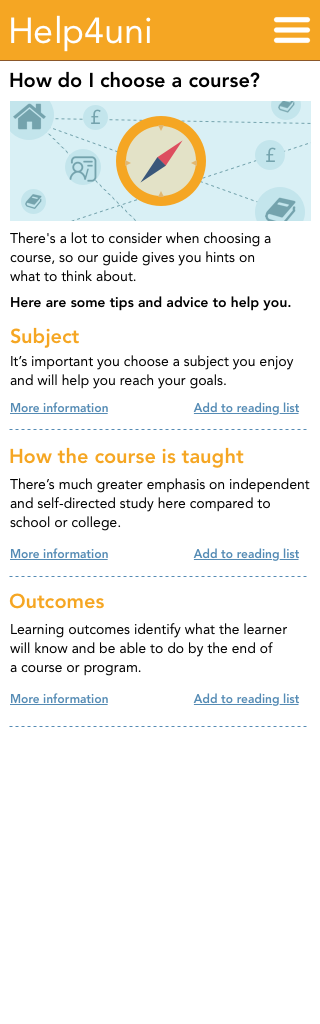 Help4uni
How do I choose a course?
£
£
There's a lot to consider when choosing a
course, so our guide gives you hints on
what to think about.
Here are some tips and advice to help you.
Subject
It’s important you choose a subject you enjoy
and will help you reach your goals.
More information Add to reading list
How the course is taught
There’s much greater emphasis on independent
and self-directed study here compared to
school or college.
More information Add to reading list
Outcomes
Learning outcomes identify what the learner
will know and be able to do by the end of
a course or program.
More information Add to reading list